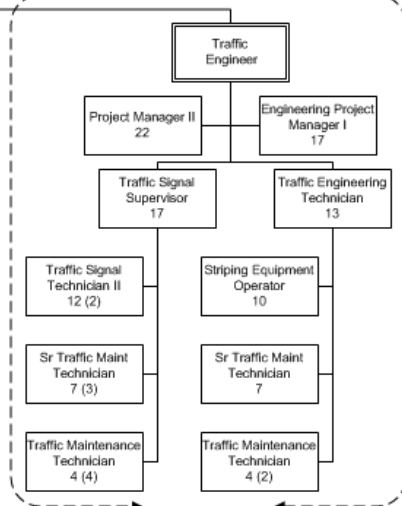 Traffic
Engineer
Project Manager II
22
Engineering Project
Manager I
17
Traffic Signal
Supervisor
17
Traffic Engineering
Technician
13
Traffic Signal
Technician II
12 (2)
Striping Equipment
Operator
10
Sr Traffic Maint
Technician
7 (3)
Sr Traffic Maint
Technician
7
Traffic Maintenance
Technician
4 (4)
Traffic Maintenance
Technician
4 (2)